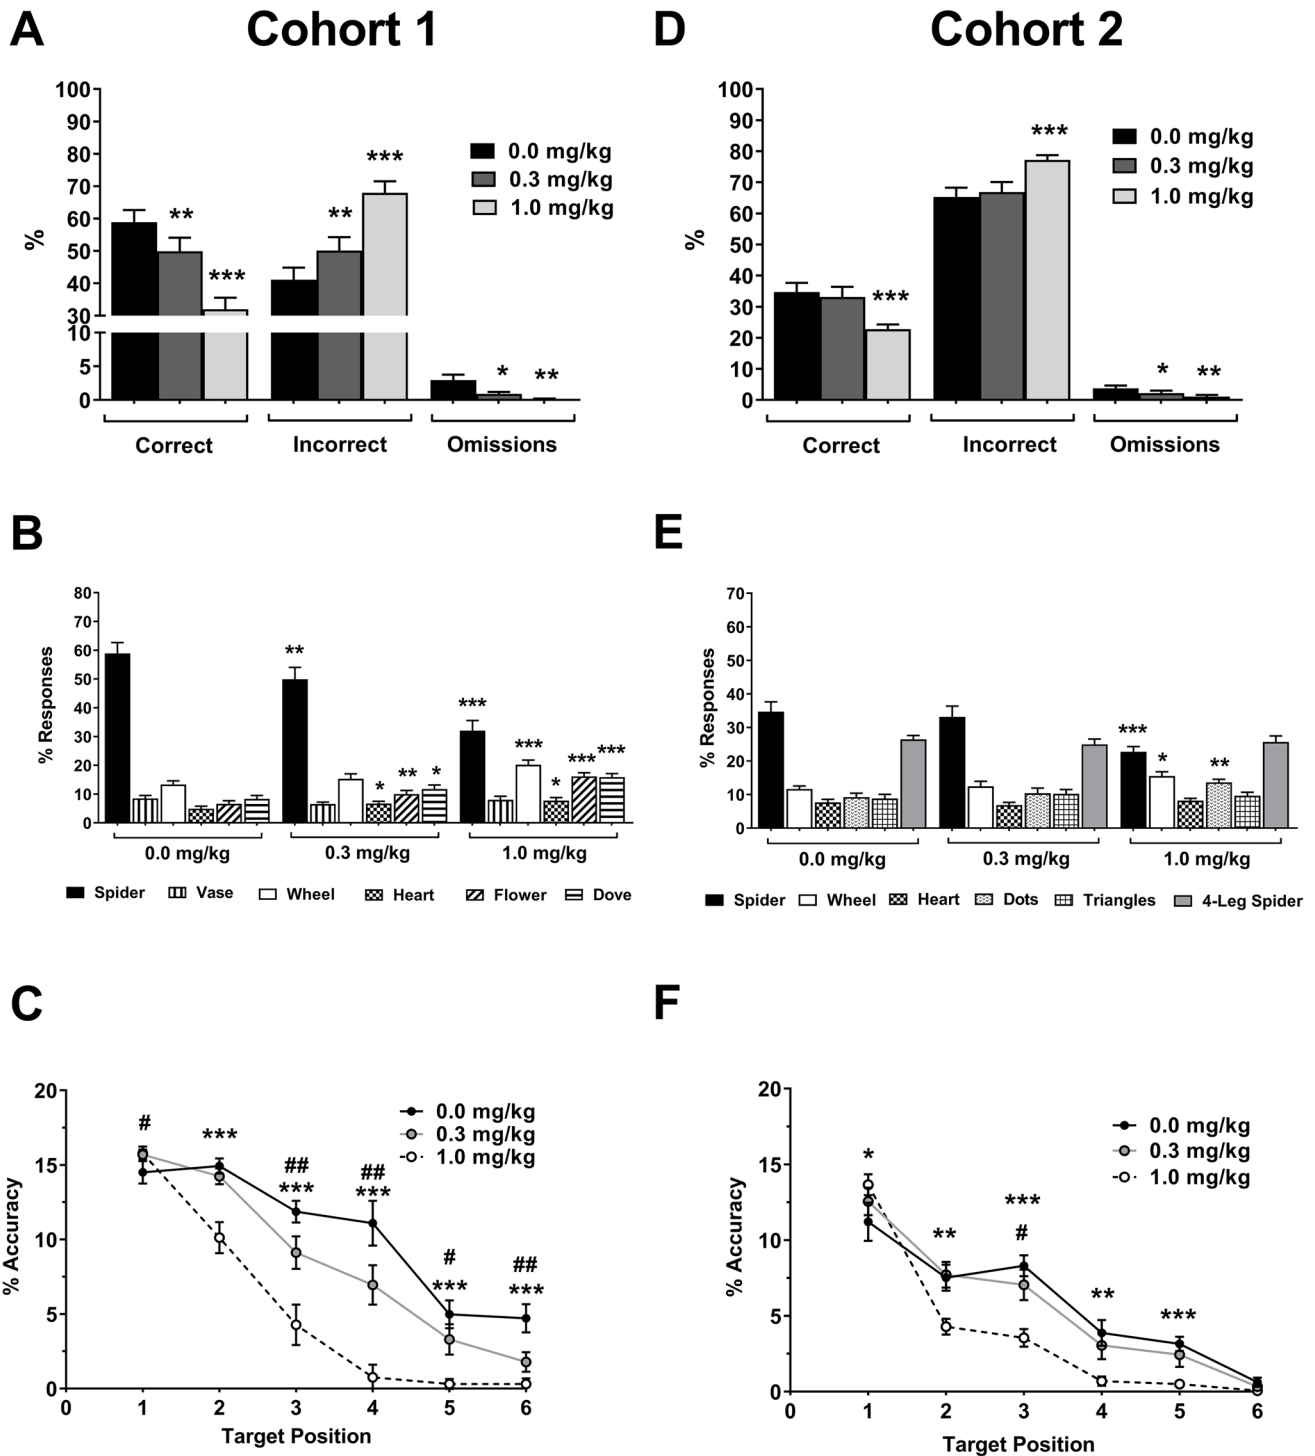 A
Cohort 1
100
90
80
70
60
50
40
30
10
5
0
%
**
***
**
***
*
**
0.0 mg/kg
0.3 mg/kg
1.0 mg/kg
Correct
Incorrect
Omissions
D
Cohort 2
100
90
80
70
60
50
40
30
20
10
0
%
***
***
*
**
0.0 mg/kg
0.3 mg/kg
1.0 mg/kg
Correct
Incorrect
Omissions
B
80
70
60
50
40
30
20
10
0
% Responses
**
*
**
*
***
***
*
***
***
0.0 mg/kg
0.3 mg/kg
1.0 mg/kg
Spider Vase Wheel Heart Flower Dove
E
70
60
50
40
30
20
10
0
% Responses
***
*
**
0.0 mg/kg
0.3 mg/kg
1.0 mg/kg
Spider Wheel Heart Dots Triangles 4-Leg Spider
C
20
15
10
5
0
% Accuracy
#
***
##
***
##
***
#
***
##
***
0.0 mg/kg
0.3 mg/kg
1.0 mg/kg
0 1 2 3 4 5 6
Target Position
F
20
15
10
5
0
% Accuracy
*
**
***
#
**
***
0.0 mg/kg
0.3 mg/kg
1.0 mg/kg
0 1 2 3 4 5 6
Target Position